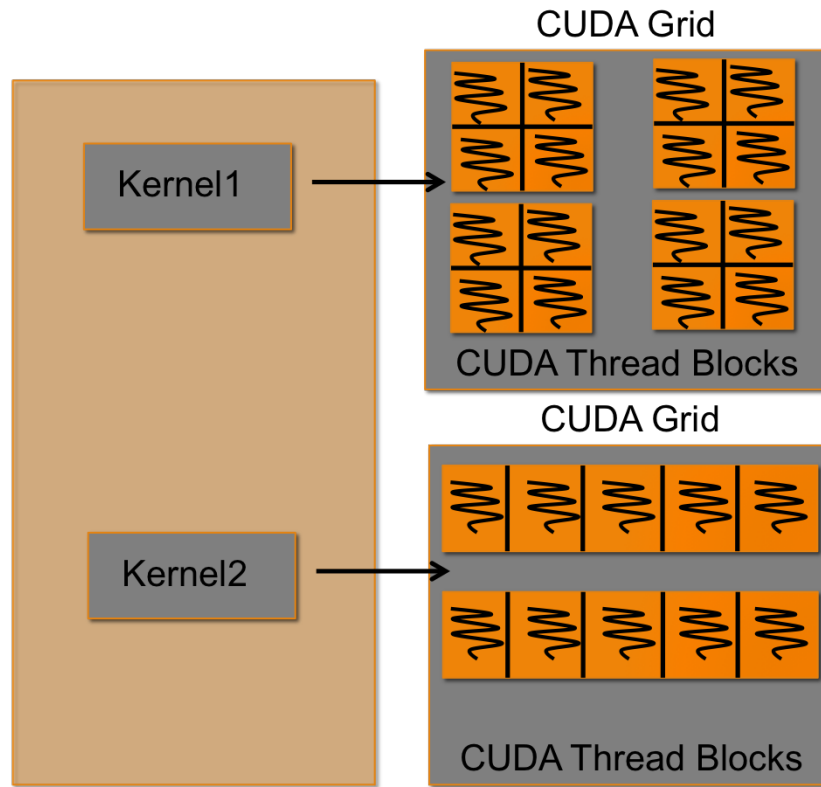 CUDA Grid
Kernel1
CUDA Thread Blocks
CUDA Grid
Kernel2
CUDA Thread Blocks